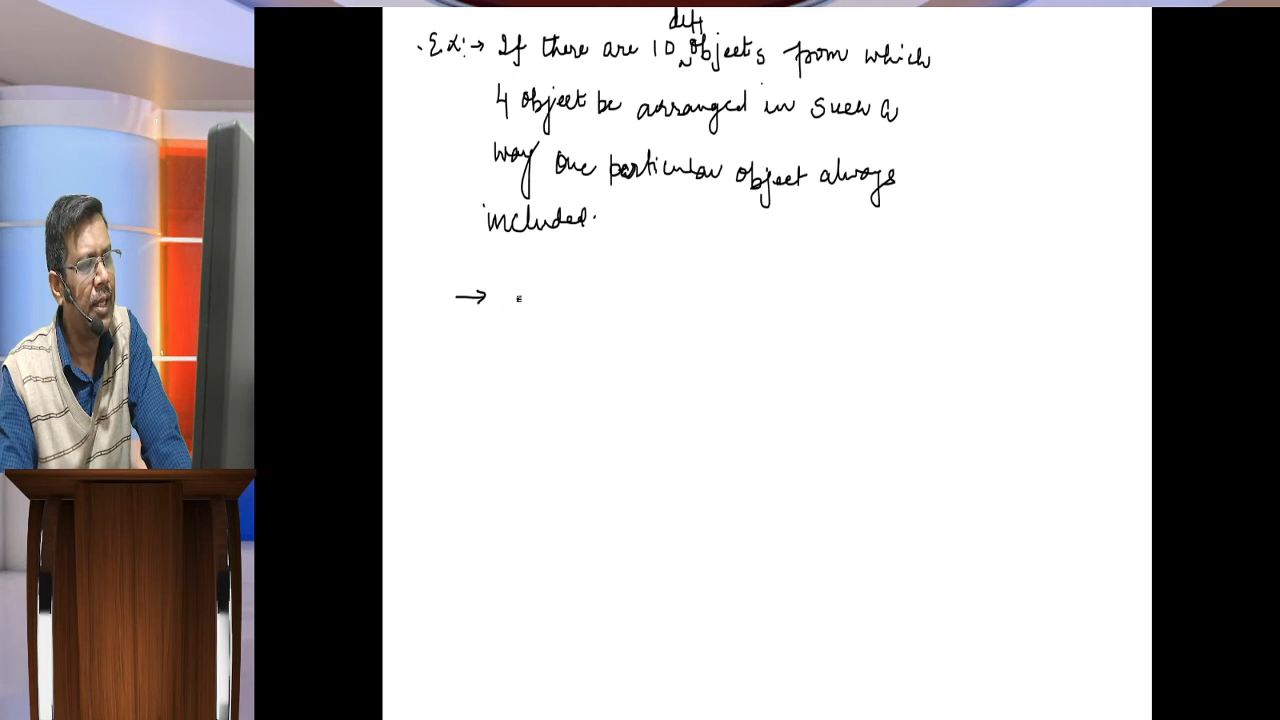 Ex:→ If there are 10 diff objects from which
4 object be arranged in such a
way one particular object always
included.
→